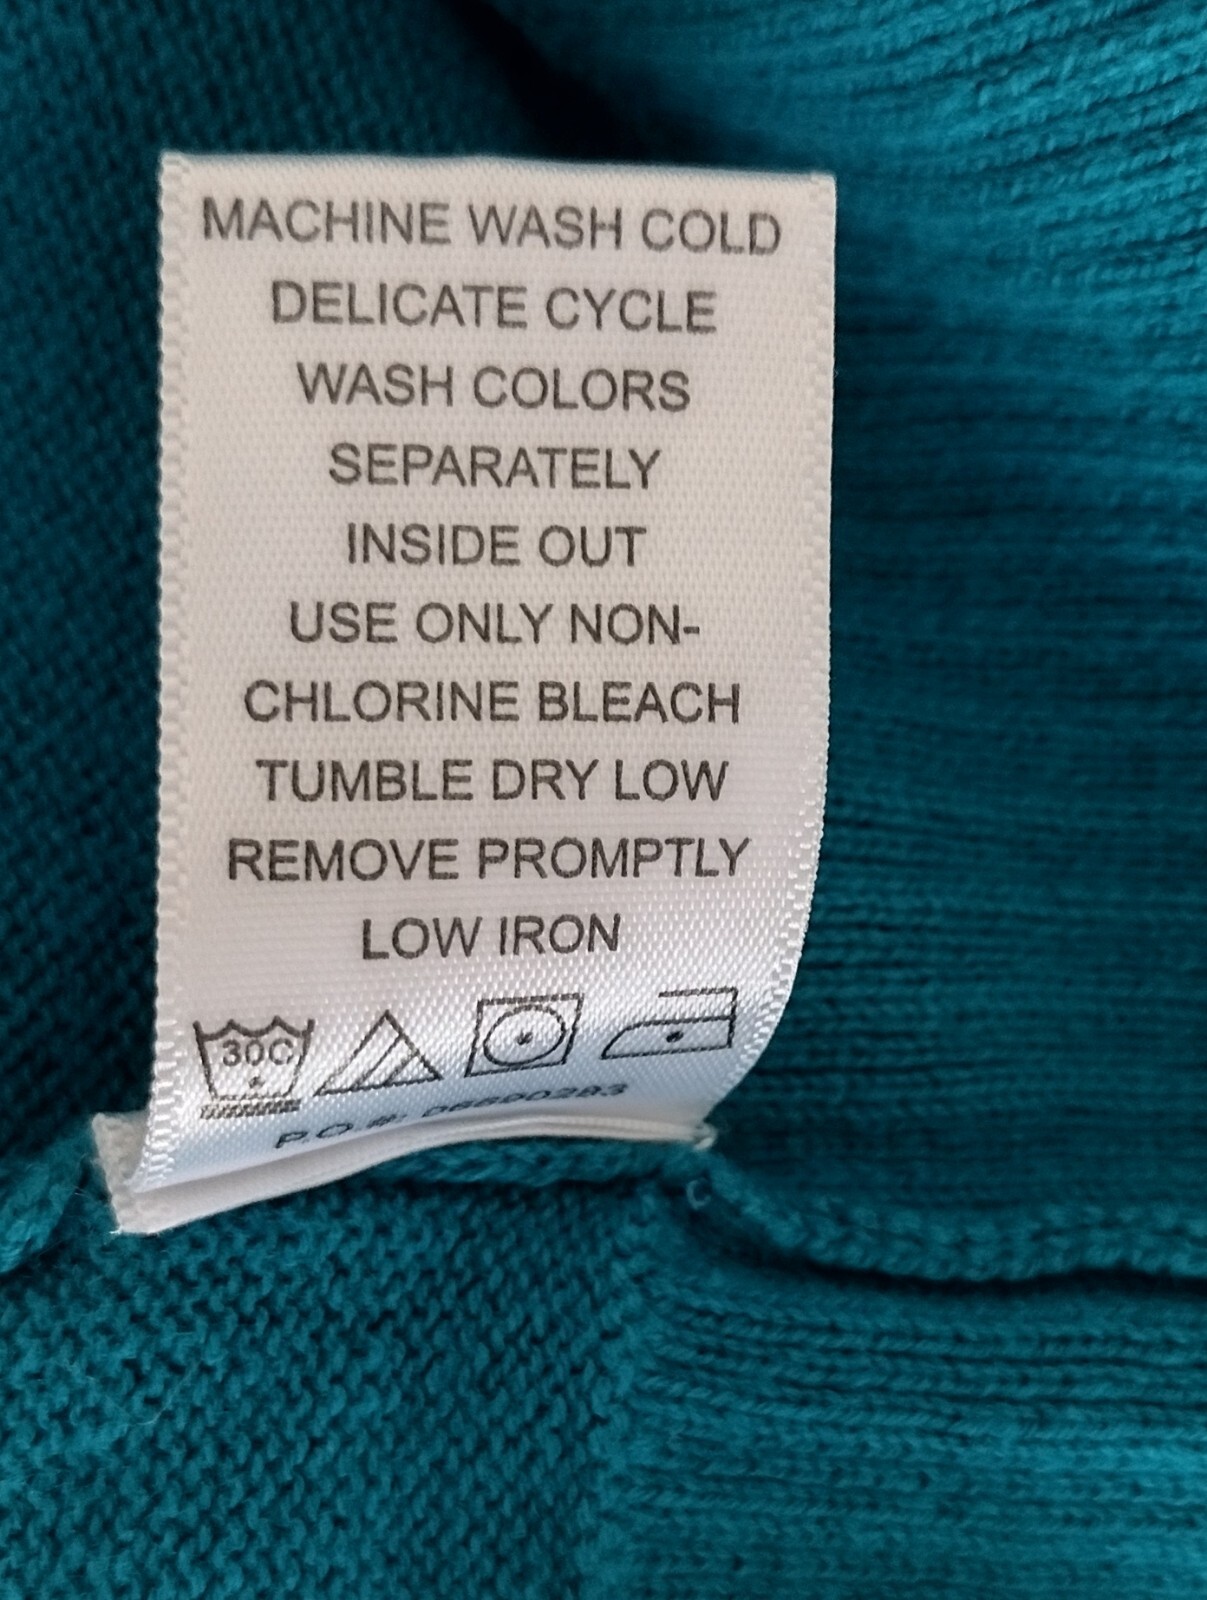 MACHINE WASH COLD
DELICATE CYCLE
WASH COLORS
SEPARATELY
INSIDE OUT
USE ONLY NON-
CHLORINE BLEACH
TUMBLE DRY LOW
REMOVE PROMPTLY
LOW IRON
30C
P.O #: 06690283